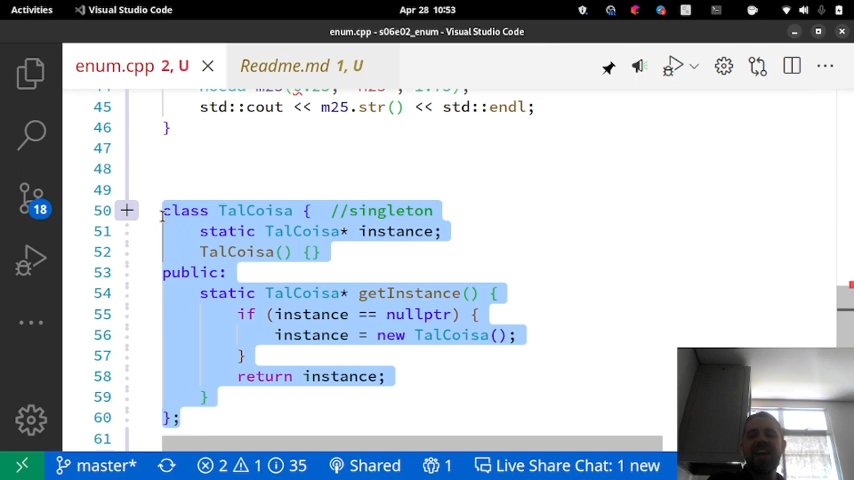 Activities Visual Studio Code Apr 28 10:53
enum.cpp - s06e02_enum - Visual Studio Code
enum.cpp 2, U Readme.md 1, U
45 std::cout << m25.str() << std::endl;
46 }
47
48
49
50 class TalCoisa { //singleton
51 static TalCoisa* instance;
52 TalCoisa() {}
53 public:
54 static TalCoisa* getInstance() {
55 if (instance == nullptr) {
56 instance = new TalCoisa();
57 }
58 return instance;
59 }
60 };
61
18
master* 2 1 35 Shared 1 Live Share Chat: 1 new